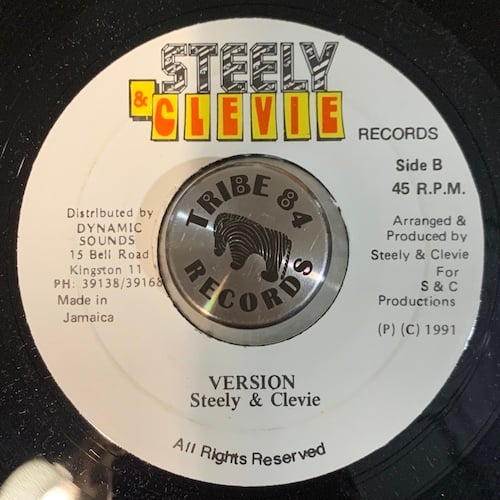 STEELY
& CLEVIE
RECORDS
Side B
45 R.P.M.
Distributed by
DYNAMIC
SOUNDS
15 Bell Road
Kingston 11
PH: 39138/39168
Made in
Jamaica
TRIBE 84
RECORDS
Arranged &
Produced by
Steely & Clevie
For
S & C
Productions
(P) (C) 1991
VERSION
Steely & Clevie
All Rights Reserved